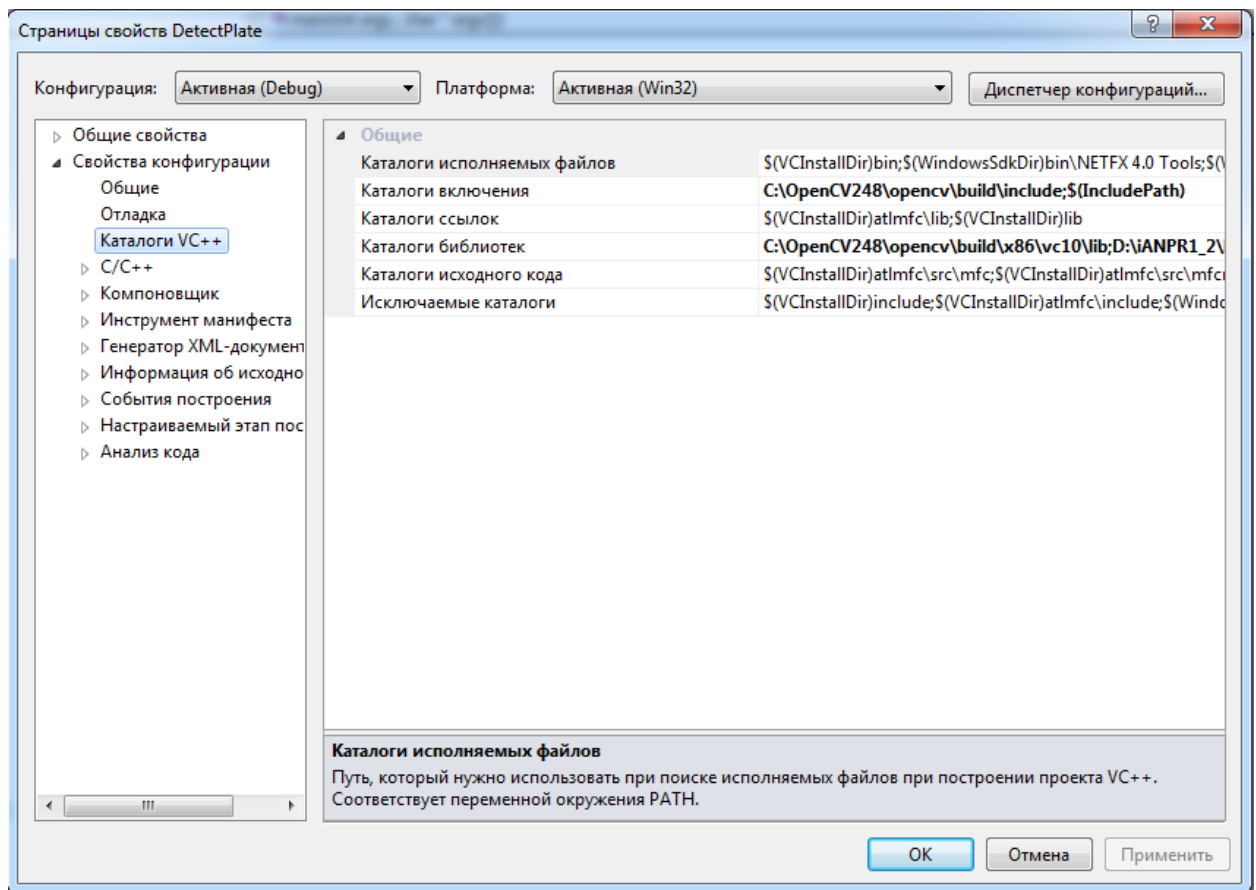 Страницы свойств DetectPlate
Конфигурация: Активная (Debug) Платформа: Активная (Win32) Диспетчер конфигураций...
Общие свойства
Свойства конфигурации
Общие
Отладка
Каталоги VC++
C/C++
Компоновщик
Инструмент манифеста
Генератор XML-документ
Информация об исходно
События построения
Настраиваемый этап пос
Анализ кода
Общие
Каталоги исполняемых файлов $(VCInstallDir)bin;$(WindowsSdkDir)bin\NETFX 4.0 Tools;$(
Каталоги включения C:\OpenCV248\opencv\build\include;$(IncludePath)
Каталоги ссылок $(VCInstallDir)atlmfc\lib;$(VCInstallDir)lib
Каталоги библиотек C:\OpenCV248\opencv\build\x86\vc10\lib;D:\iANPR1_2\
Каталоги исходного кода $(VCInstallDir)atlmfc\src\mfc;$(VCInstallDir)atlmfc\src\mfc
Исключаемые каталоги $(VCInstallDir)include;$(VCInstallDir)atlmfc\include;$(Windo
Каталоги исполняемых файлов
Путь, который нужно использовать при поиске исполняемых файлов при построении проекта VC++.
Соответствует переменной окружения PATH.
OK Отмена Применить